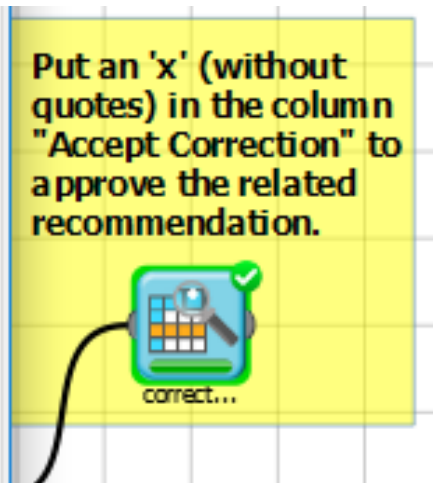 Put an 'x' (without
quotes) in the column
"Accept Correction" to
approve the related
recommendation.
correct...